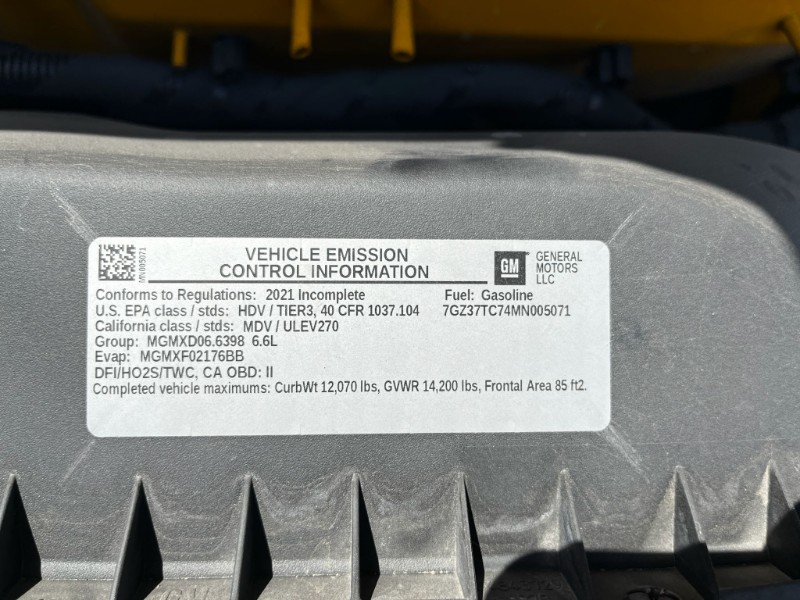 VEHICLE EMISSION
CONTROL INFORMATION
MN005071
GM
GENERAL
MOTORS
LLC
Conforms to Regulations: 2021 Incomplete Fuel: Gasoline
U.S. EPA class / stds: HDV / TIER3, 40 CFR 1037.104 7GZ37TC74MN005071
California class / stds: MDV / ULEV270
Group: MGMXD06.6398 6.6L
Evap: MGMXF02176BB
DFI/HO2S/TWC, CA OBD: II
Completed vehicle maximums: CurbWt 12,070 lbs, GVWR 14,200 lbs, Frontal Area 85 ft2.